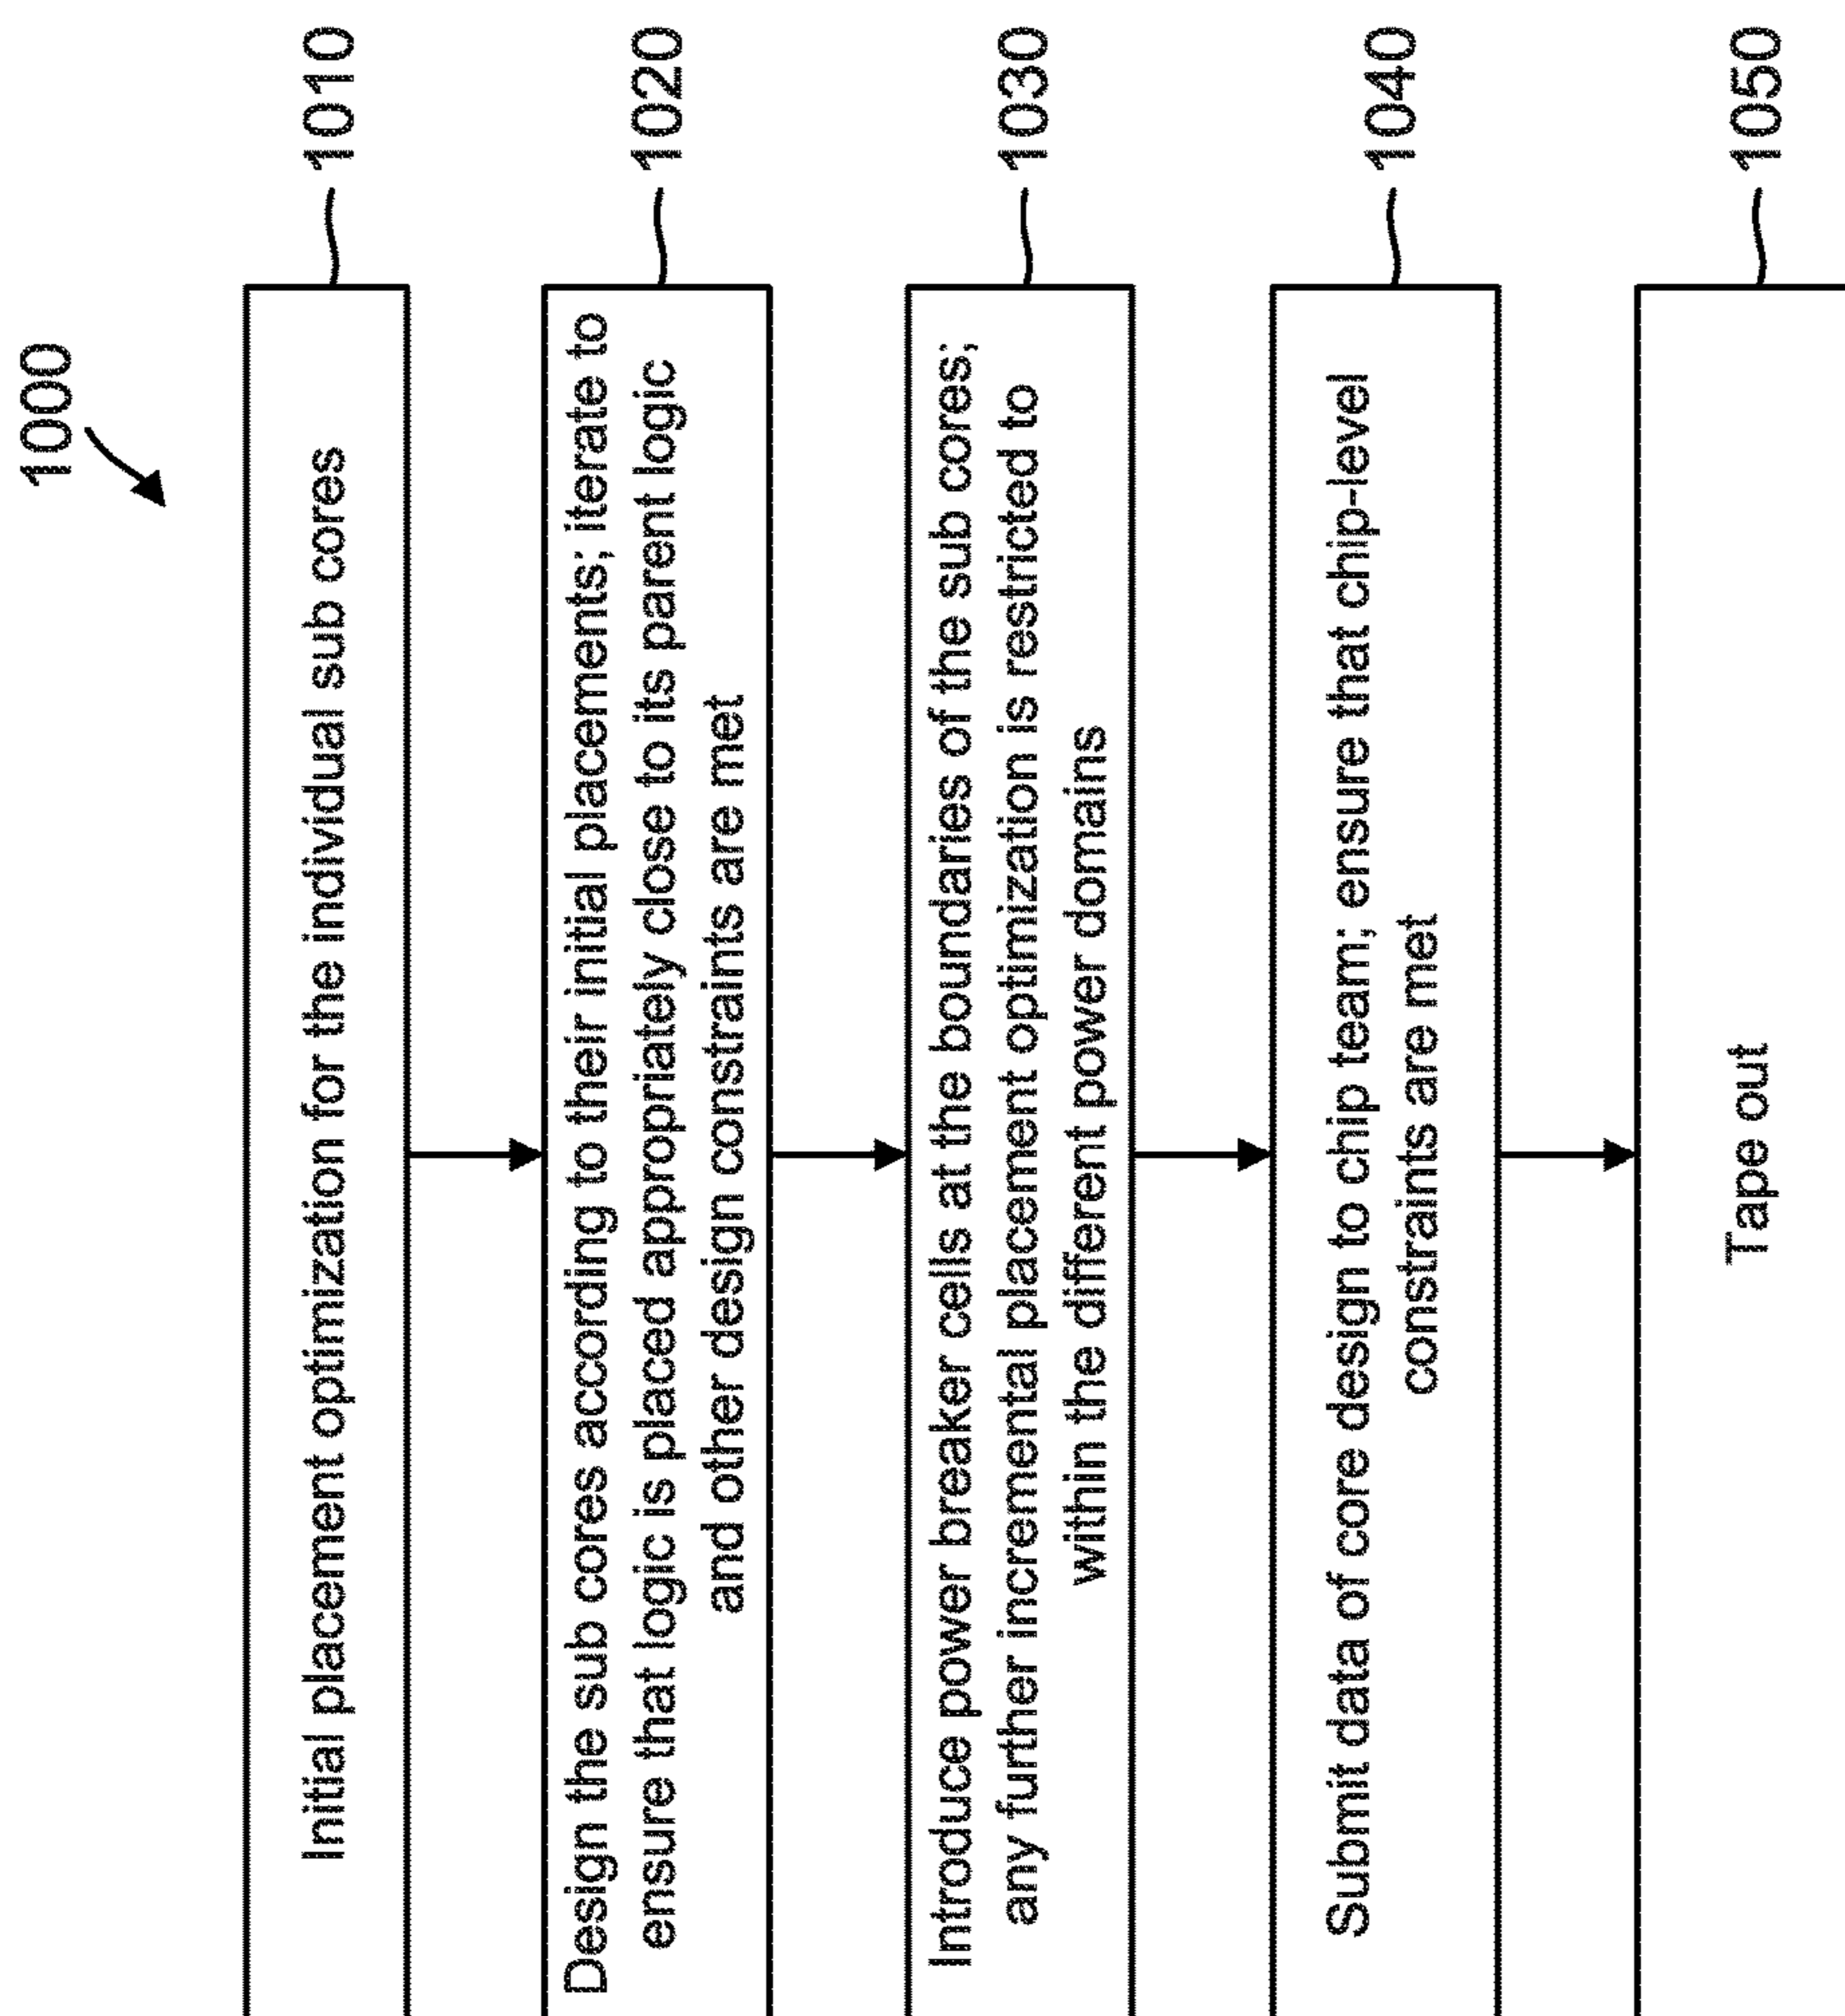 1000
Initial placement optimization for the individual sub cores
1010
Design the sub cores according to their initial placements; iterate to
ensure that logic is placed appropriately close to its parent logic
and other design constraints are met
1020
Introduce power breaker cells at the boundaries of the sub cores;
any further incremental placement optimization is restricted to
within the different power domains
1030
Submit data of core design to chip team; ensure that chip-level
constraints are met
1040
Tape out
1050